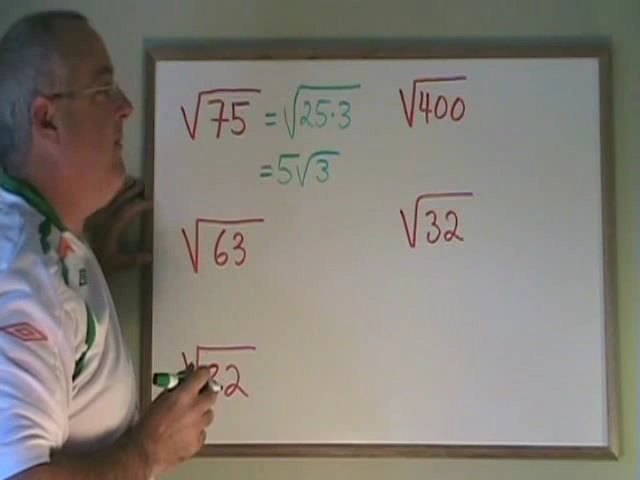 √75 = √25·3
= 5√3
√63
√400
√32